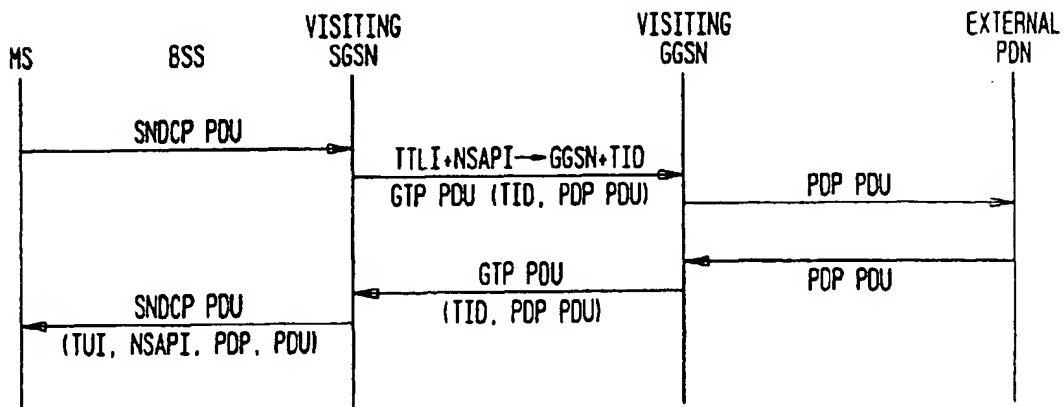 MS
BSS
VISITING
SGSN
VISITING
GGSN
EXTERNAL
PDN
SNDCP PDU
TTLI+NSAPI→GGSN+TID
GTP PDU (TID, PDP PDU)
PDP PDU
PDP PDU
GTP PDU
(TID, PDP PDU)
SNDCP PDU
(TUI, NSAPI, PDP, PDU)